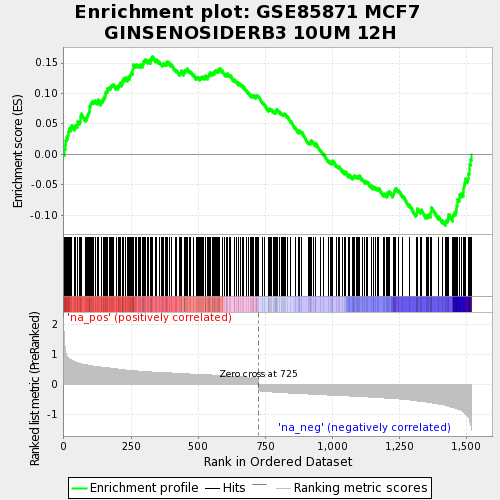 Enrichment plot: GSE85871 MCF7
GINSENOSIDERB3 10UM 12H
Enrichment score (ES)
0.15
0.10
0.05
0.00
-0.05
-0.10
'na_pos' (positively correlated)
Ranked list metric (PreRanked)
2
1
0
-1
Zero cross at 725
'na_neg' (negatively correlated)
0
250
500
750
1,000
1,250
1,500
Rank in Ordered Dataset
Enrichment profile
Hits
Ranking metric scores